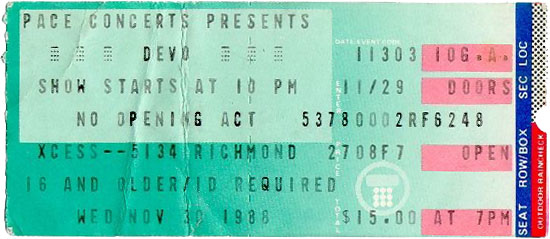 PACE CONCERTS PRESENTS
DEVO
DATE EVENT CODE
11303 10G.A.
SHOW STARTS AT 10 PM
11/29 DOORS
NO OPENING ACT 53780002RF6248
XCESS--5134 RICHMOND 2708F7 OPEN
16 AND OLDER/ID REQUIRED
WED NOV 30 1988 $15.00 AT 7PM
SEAT ROW/BOX SEC LOC
OUTDOOR RAINCHECK